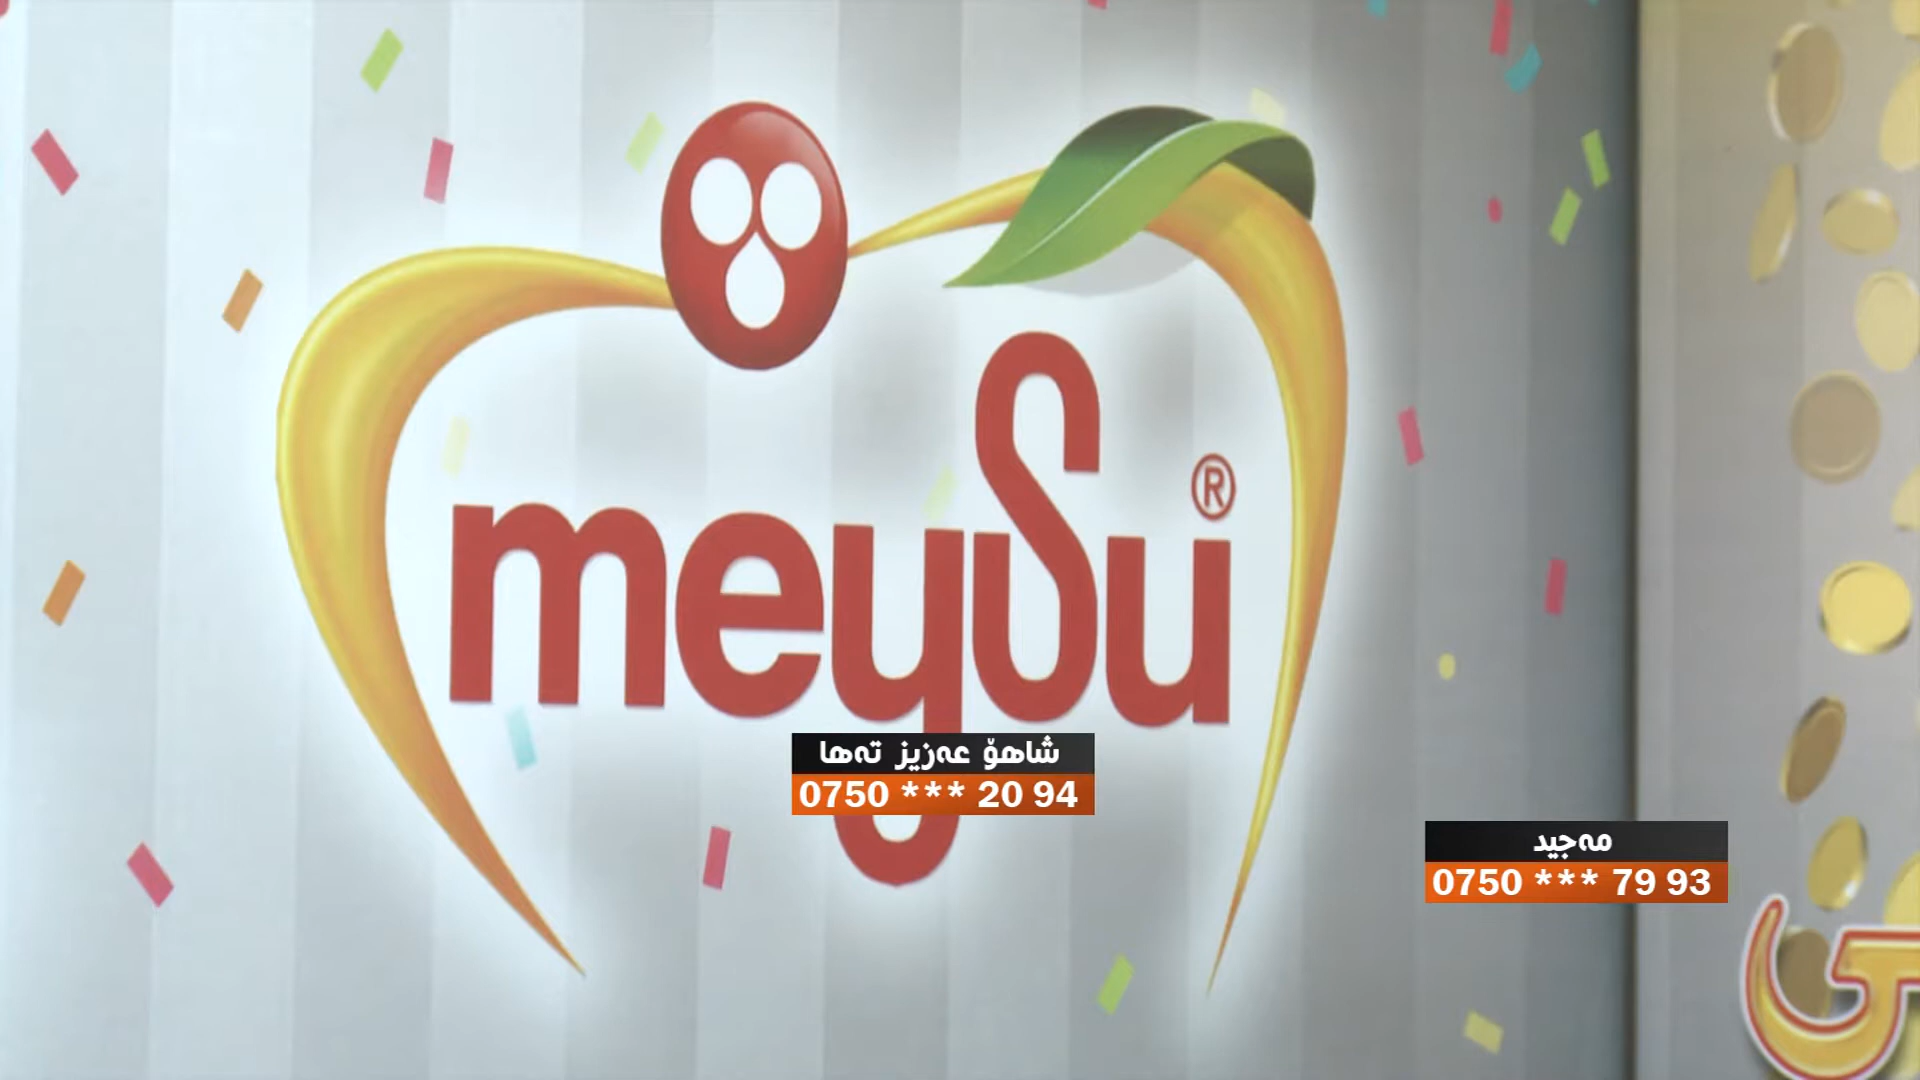 meysu®
شاهۆ عەزیز تەها
0750 *** 20 94
مەجید
0750 *** 79 93